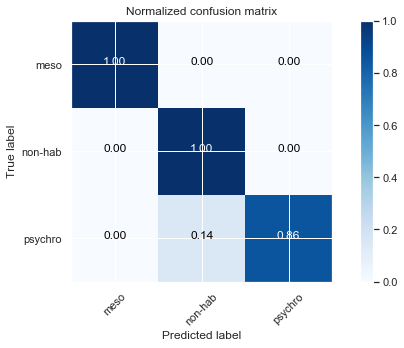 Normalized confusion matrix
1.0
meso 1.00 0.00 0.00
0.8
0.6
True label
non-hab 0.00 1.00 0.00
0.4
0.2
psychro 0.00 0.14 0.86
0.0
meso non-hab psychro
Predicted label